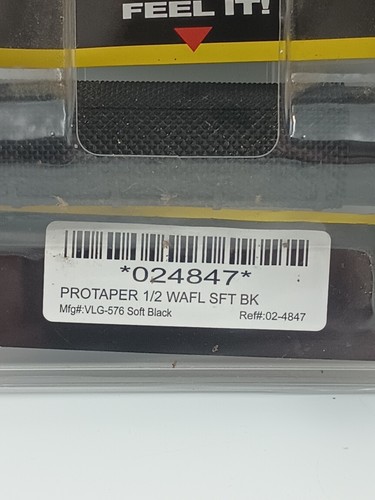 FEEL IT!
*024847*
PROTAPER 1/2 WAFL SFT BK
Mfg#:VLG-576 Soft Black Ref#:02-4847